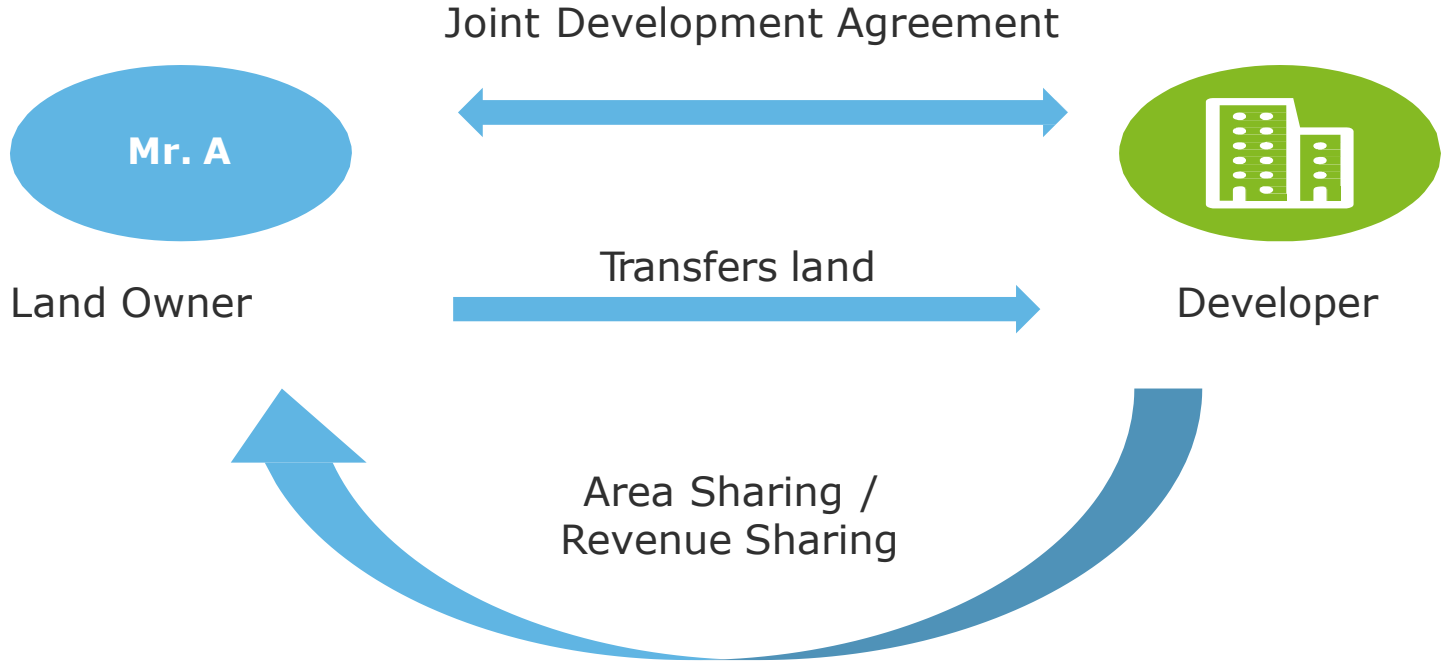 Joint Development Agreement
Mr. A
Transfers land
Land Owner
Developer
Area Sharing /
Revenue Sharing